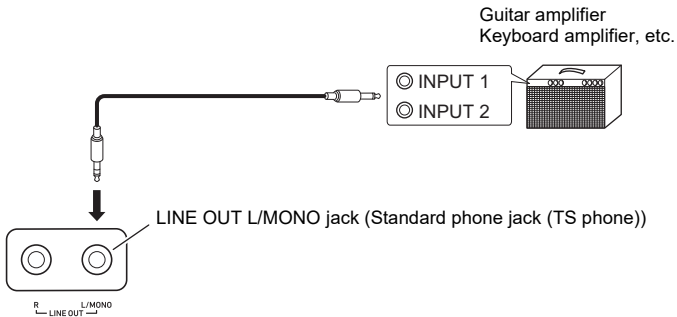 Guitar amplifier
Keyboard amplifier, etc.
INPUT 1
INPUT 2
LINE OUT L/MONO jack (Standard phone jack (TS phone))
R L/MONO
LINE OUT